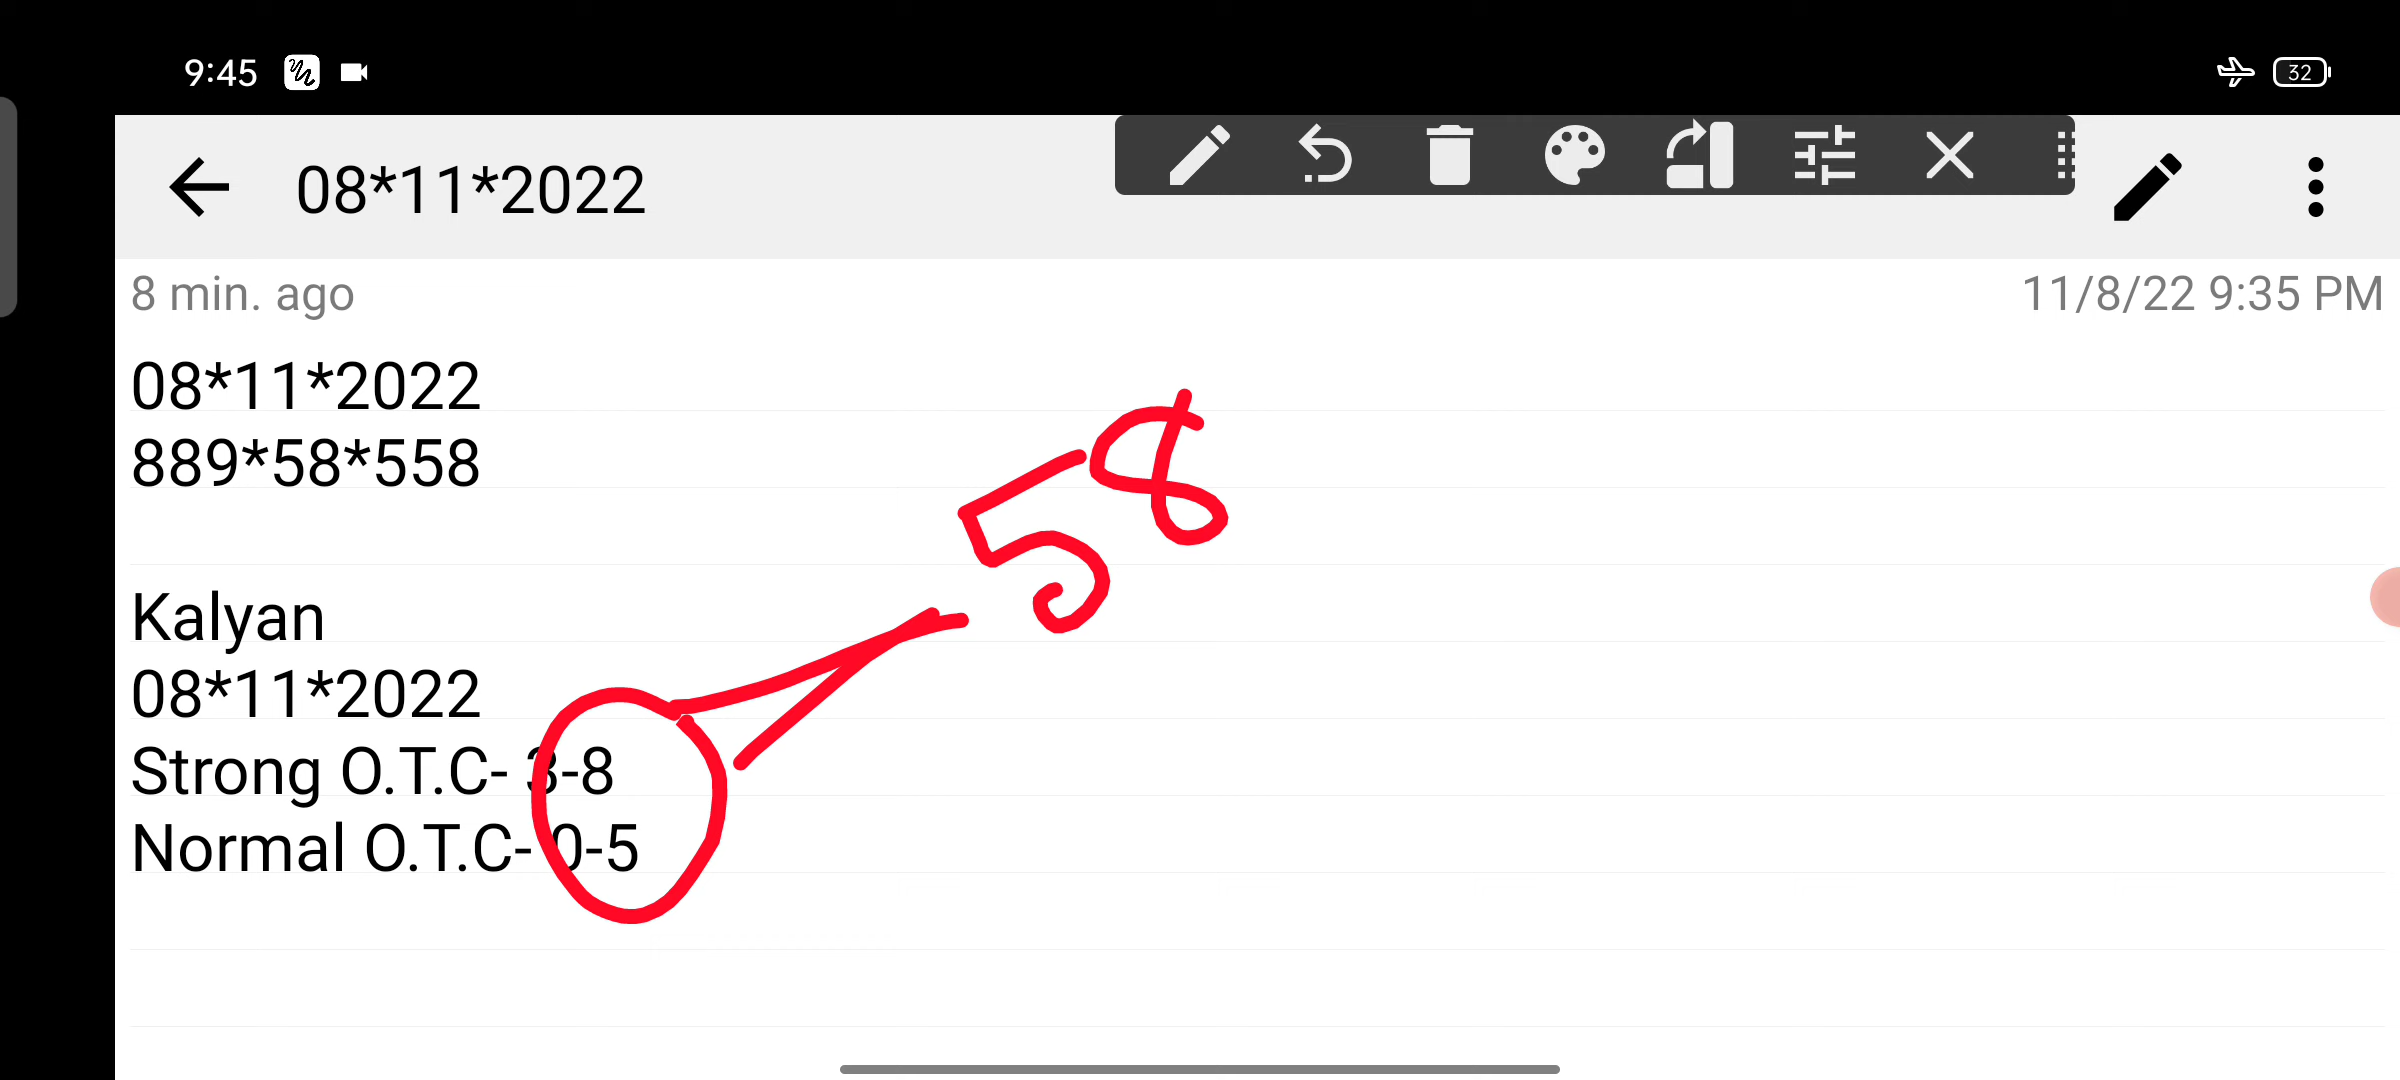 9:45
32
08*11*2022
8 min. ago
11/8/22 9:35 PM
08*11*2022
889*58*558
58
Kalyan
08*11*2022
Strong O.T.C- 3-8
Normal O.T.C- 0-5